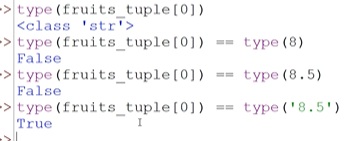 >> type(fruits_tuple[0])
<class 'str'>
>> type(fruits_tuple[0]) == type(8)
False
>> type(fruits_tuple[0]) == type(8.5)
False
>> type(fruits_tuple[0]) == type('8.5')
True
>>